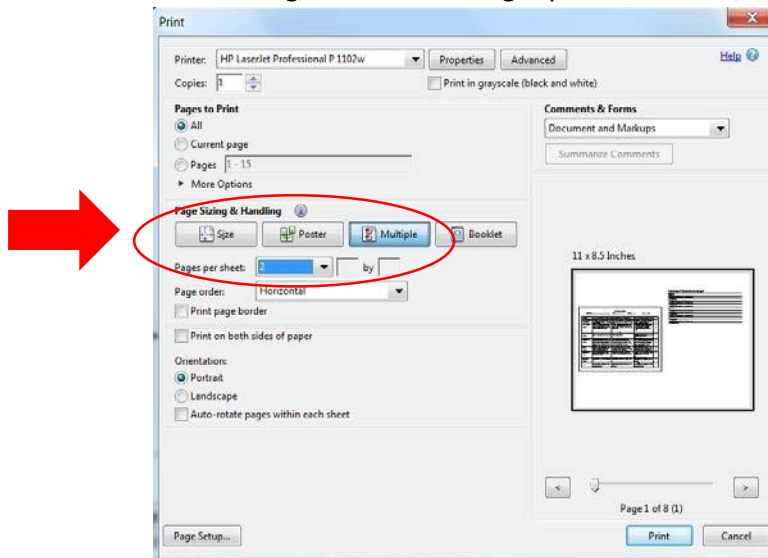 Print
Printer: HP LaserJet Professional P 1102w Properties Advanced Help
Copies: 1 Print in grayscale (black and white)
Pages to Print Comments & Forms
All Document and Markups
Current page Summarize Comments
Pages 1 - 15
More Options
Page Sizing & Handling
Size Poster Multiple Booklet
11 x 8.5 Inches
Pages per sheet: 2 by
Page order: Horizontal
Print page border
Print on both sides of paper
Orientation:
Portrait
Landscape
Auto-rotate pages within each sheet
< >
Page 1 of 8 (1)
Page Setup... Print Cancel